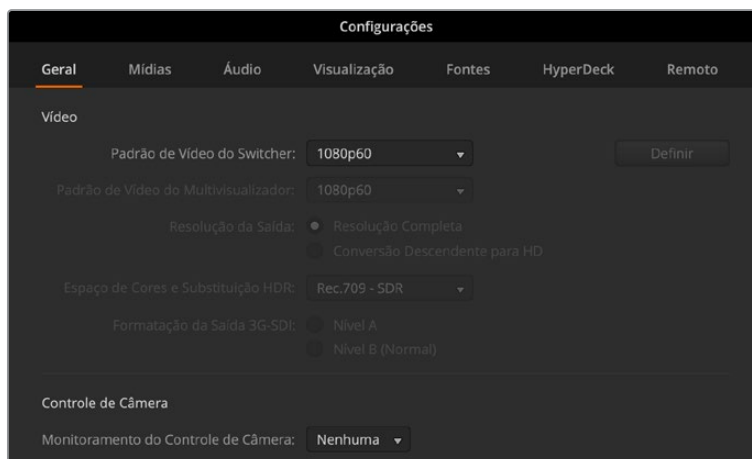 Configurações
Geral Mídias Áudio Visualização Fontes HyperDeck Remoto
Vídeo
Padrão de Vídeo do Switcher: 1080p60 Definir
Padrão de Vídeo do Multivisualizador: 1080p60
Resolução da Saída: Resolução Completa
Conversão Descendente para HD
Espaço de Cores e Substituição HDR: Rec.709 - SDR
Formatação da Saída 3G-SDI: Nível A
Nível B (Normal)
Controle de Câmera
Monitoramento do Controle de Câmera: Nenhuma